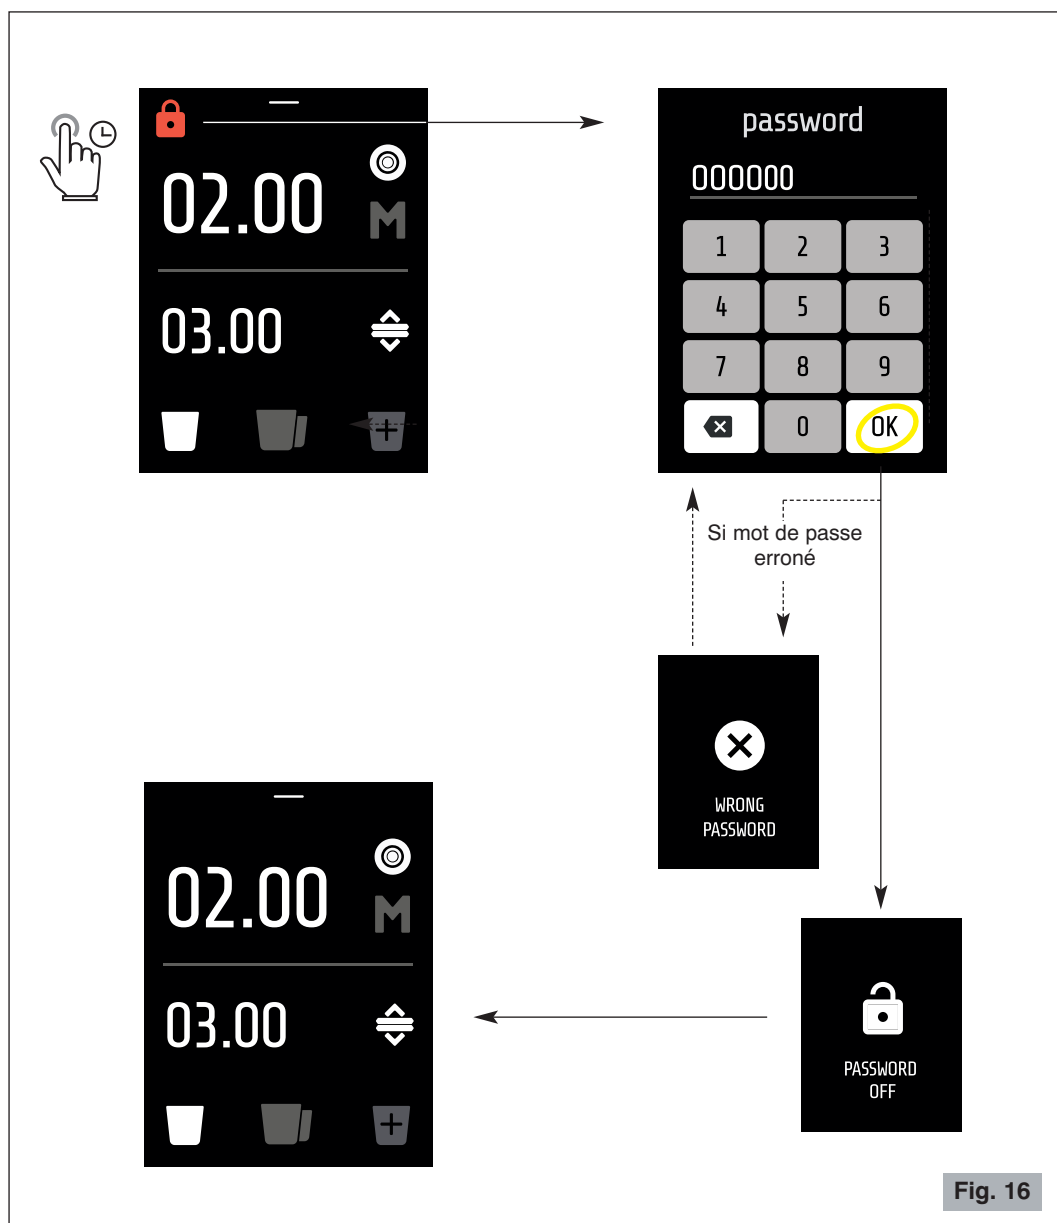 02.00
M
03.00
password
000000
1 2 3
4 5 6
7 8 9
0 OK
Si mot de passe
erroné
WRONG
PASSWORD
02.00
M
03.00
PASSWORD
OFF
Fig. 16